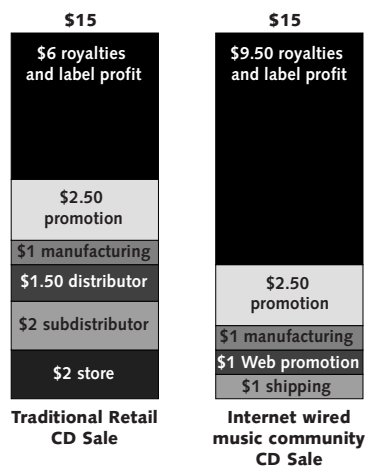 $15
$6 royalties
and label profit
$2.50
promotion
$1 manufacturing
$1.50 distributor
$2 subdistributor
$2 store
Traditional Retail
CD Sale
$15
$9.50 royalties
and label profit
$2.50
promotion
$1 manufacturing
$1 Web promotion
$1 shipping
Internet wired
music community
CD Sale